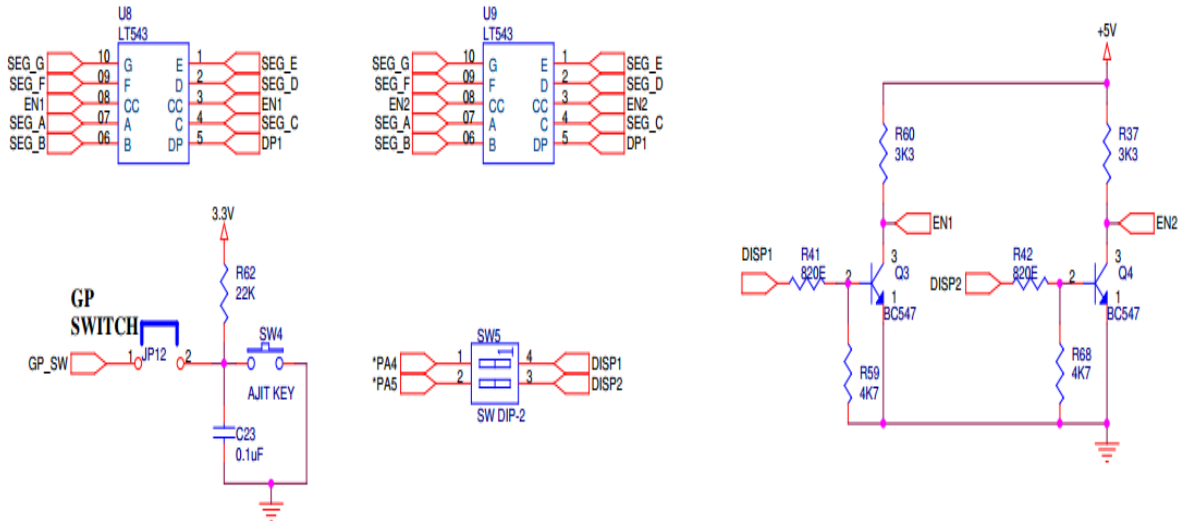 U8
LT543
SEG_G 10 G E 1 SEG_E
SEG_F 09 F D 2 SEG_D
EN1 08 CC CC 3 EN1
SEG_A 07 A C 4 SEG_C
SEG_B 06 B DP 5 DP1
U9
LT543
SEG_G 10 G E 1 SEG_E
SEG_F 09 F D 2 SEG_D
EN2 08 CC CC 3 EN2
SEG_A 07 A C 4 SEG_C
SEG_B 06 B DP 5 DP1
3.3V
R62
22K
GP
SWITCH
JP12
GP_SW 1 2
SW4
AJIT KEY
C23
0.1uF
SW5
1
*PA4 1 4 DISP1
*PA5 2 3 DISP2
SW DIP-2
+5V
R60
3K3
R37
3K3
EN1
EN2
DISP1
R41
820E
2
3
Q3
1
BC547
DISP2
R42
820E
2
3
Q4
1
BC547
R59
4K7
R68
4K7